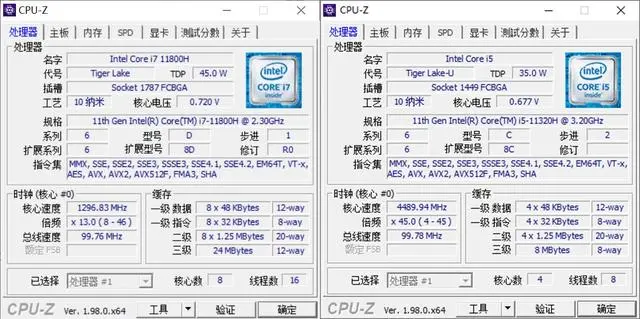 CPU-Z
处理器 主板 内存 SPD 显卡 测试分数 关于
处理器
名字 Intel Core i7 11800H
代号 Tiger Lake TDP 45.0 W
插槽 Socket 1787 FCBGA
工艺 10 纳米 核心电压 0.720 V
intel CORE i7 inside
规格 11th Gen Intel(R) Core(TM) i7-11800H @ 2.30GHz
系列 6 型号 D 步进 1
扩展系列 6 扩展型号 8D 修订 R0
指令集 MMX, SSE, SSE2, SSE3, SSSE3, SSE4.1, SSE4.2, EM64T, VT-x,
AES, AVX, AVX2, AVX512F, FMA3, SHA
时钟 (核心 #0)
核心速度 1296.83 MHz
倍频 x 13.0 ( 8 - 46 )
总线速度 99.76 MHz
额定 FSB
缓存
一级 数据 8 x 48 KBytes 12-way
一级 指令 8 x 32 KBytes 8-way
二级 8 x 1.25 MBytes 20-way
三级 24 MBytes 12-way
已选择 处理器 #1 核心数 8 线程数 16
CPU-Z Ver. 1.98.0.x64 工具 验证 确定
CPU-Z
处理器 主板 内存 SPD 显卡 测试分数 关于
处理器
名字 Intel Core i5
代号 Tiger Lake-U TDP 35.0 W
插槽 Socket 1449 FCBGA
工艺 10 纳米 核心电压 0.677 V
intel CORE i5 inside
规格 11th Gen Intel(R) Core(TM) i5-11320H @ 3.20GHz
系列 6 型号 C 步进 2
扩展系列 6 扩展型号 8C 修订
指令集 MMX, SSE, SSE2, SSE3, SSSE3, SSE4.1, SSE4.2, EM64T, VT-x,
AES, AVX, AVX2, AVX512F, FMA3, SHA
时钟 (核心 #0)
核心速度 4489.94 MHz
倍频 x 45.0 ( 4 - 45 )
总线速度 99.78 MHz
额定 FSB
缓存
一级 数据 4 x 48 KBytes 12-way
一级 指令 4 x 32 KBytes 8-way
二级 4 x 1.25 MBytes 20-way
三级 8 MBytes 8-way
已选择 处理器 #1 核心数 4 线程数 8
CPU-Z Ver. 1.98.0.x64 工具 验证 确定